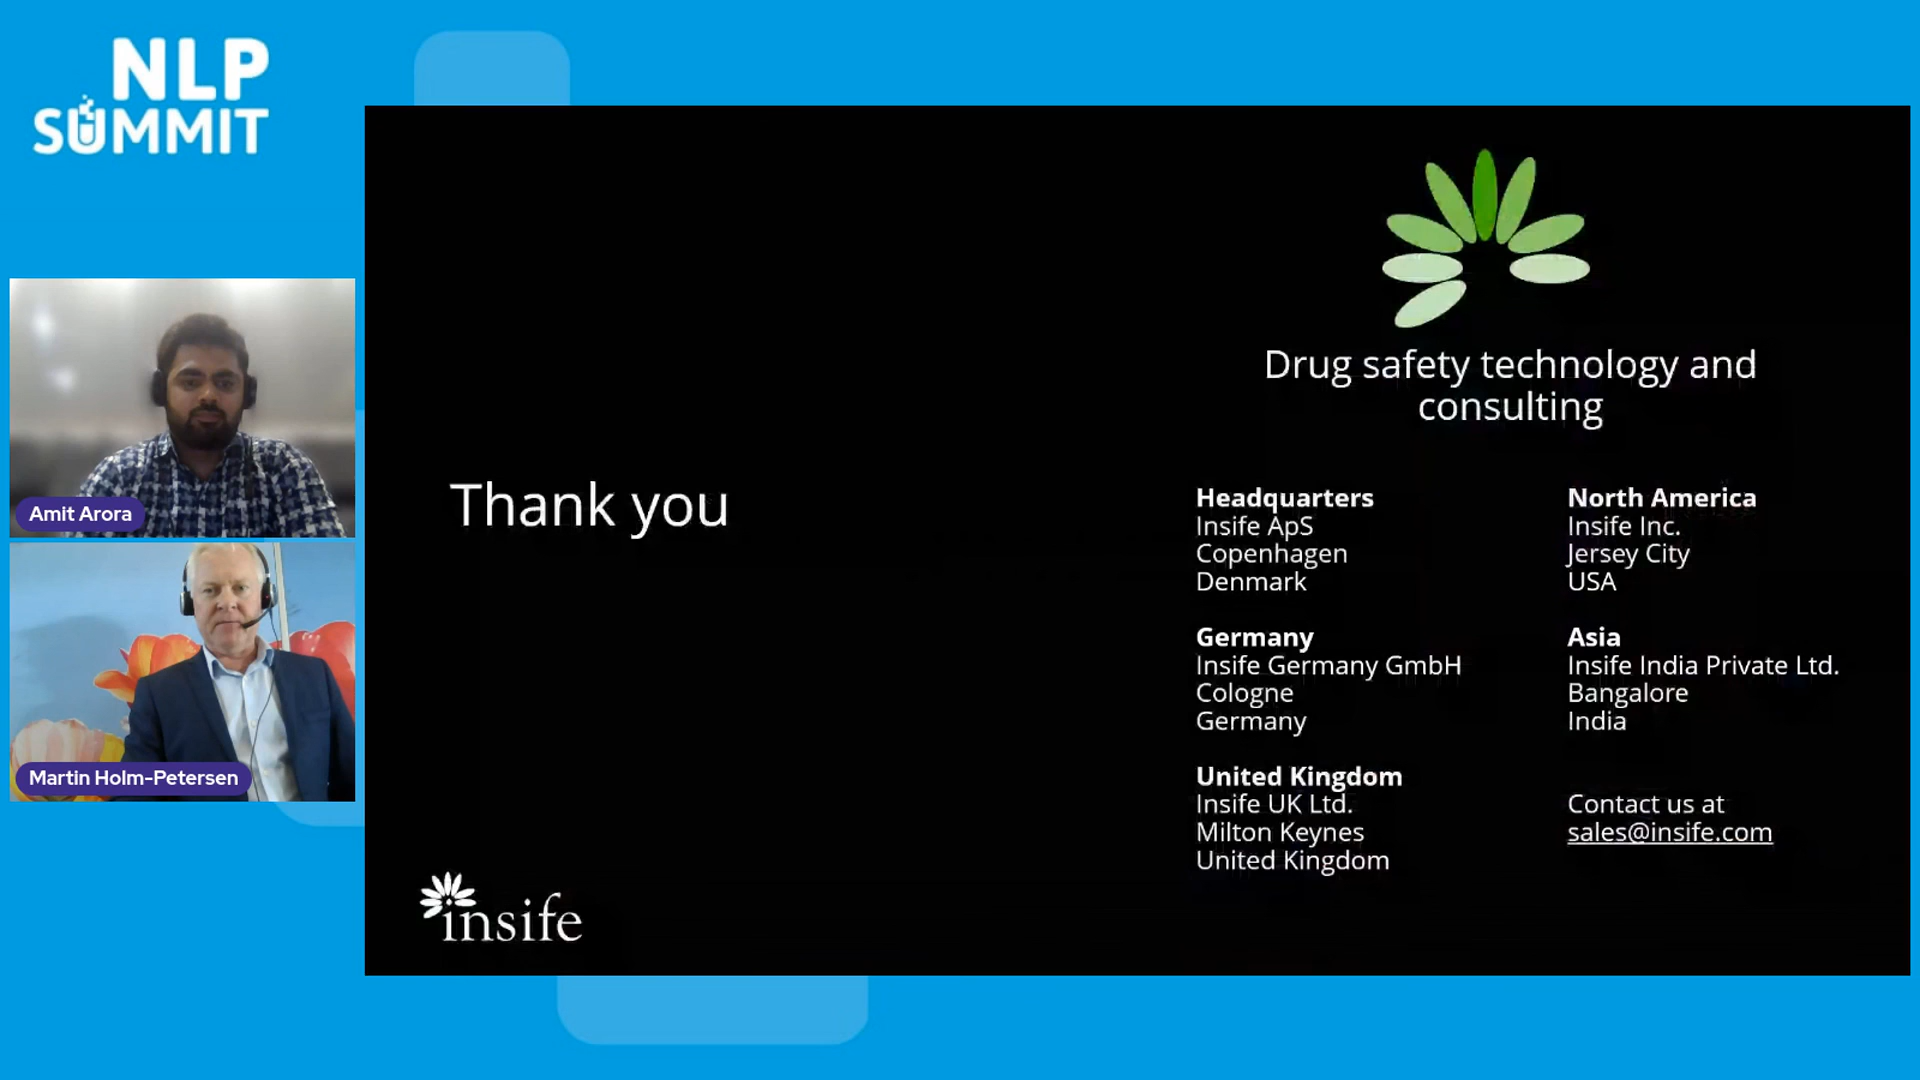 NLP
SUMMIT
Amit Arora
Martin Holm-Petersen
Thank you
insife
Drug safety technology and
consulting
Headquarters
Insife ApS
Copenhagen
Denmark
Germany
Insife Germany GmbH
Cologne
Germany
United Kingdom
Insife UK Ltd.
Milton Keynes
United Kingdom
North America
Insife Inc.
Jersey City
USA
Asia
Insife India Private Ltd.
Bangalore
India
Contact us at
sales@insife.com